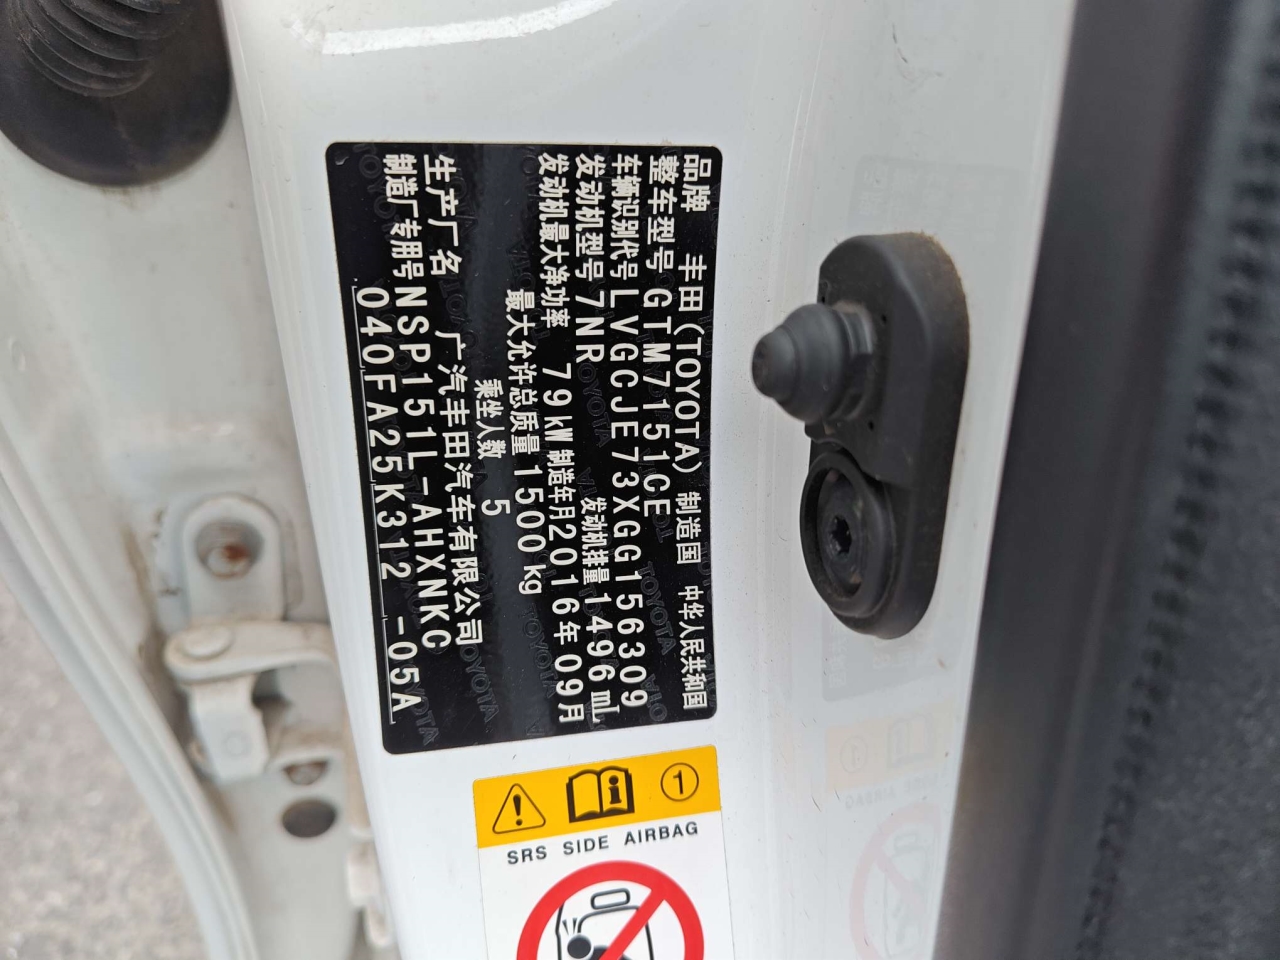 品牌 丰田(TOYOTA) 制造国 中华人民共和国
整车型号 GTM7151CE
车辆识别代号 LVGCJE73XGG156309
发动机型号 7NR 发动机排量 1496mL
发动机最大净功率 79kW 制造年月 2016年09月
最大允许总质量 1500kg
乘坐人数 5
生产厂名 广汽丰田汽车有限公司
制造厂专用号 NSP151L-AHXNKC
040FA25K312 -05A
1
SRS SIDE AIRBAG